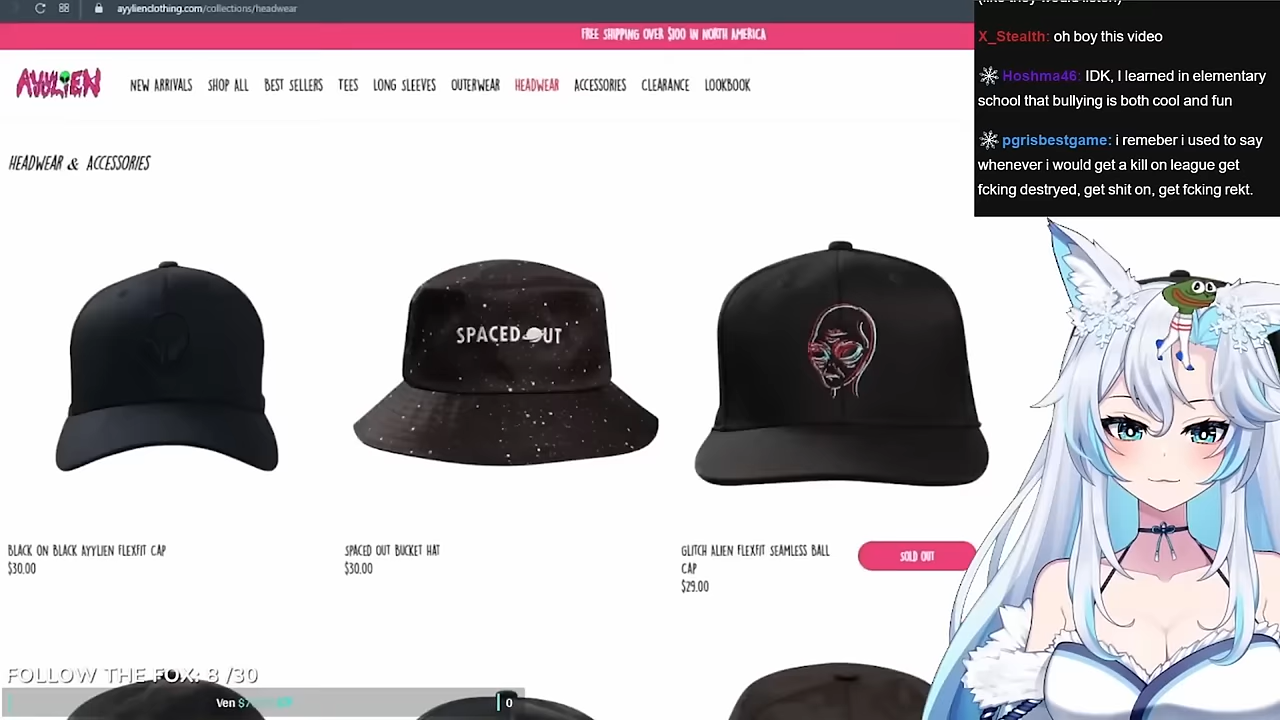 ayylienclothing.com/collections/headwear
FREE SHIPPING OVER $100 IN NORTH AMERICA
AYYLIEN
NEW ARRIVALS SHOP ALL BEST SELLERS TEES LONG SLEEVES OUTERWEAR HEADWEAR ACCESSORIES CLEARANCE LOOKBOOK
HEADWEAR & ACCESSORIES
SPACED OUT
BLACK ON BLACK AYYLIEN FLEXFIT CAP
$30.00
SPACED OUT BUCKET HAT
$30.00
GLITCH ALIEN FLEXFIT SEAMLESS BALL
CAP
$29.00
SOLD OUT
FOLLOW THE FOX: 8 /30
Ven
0
(like they would listen)
X_Stealth: oh boy this video
Hoshma46: IDK, I learned in elementary
school that bullying is both cool and fun
pgrisbestgame: i remeber i used to say
whenever i would get a kill on league get
fcking destryed, get shit on, get fcking rekt.